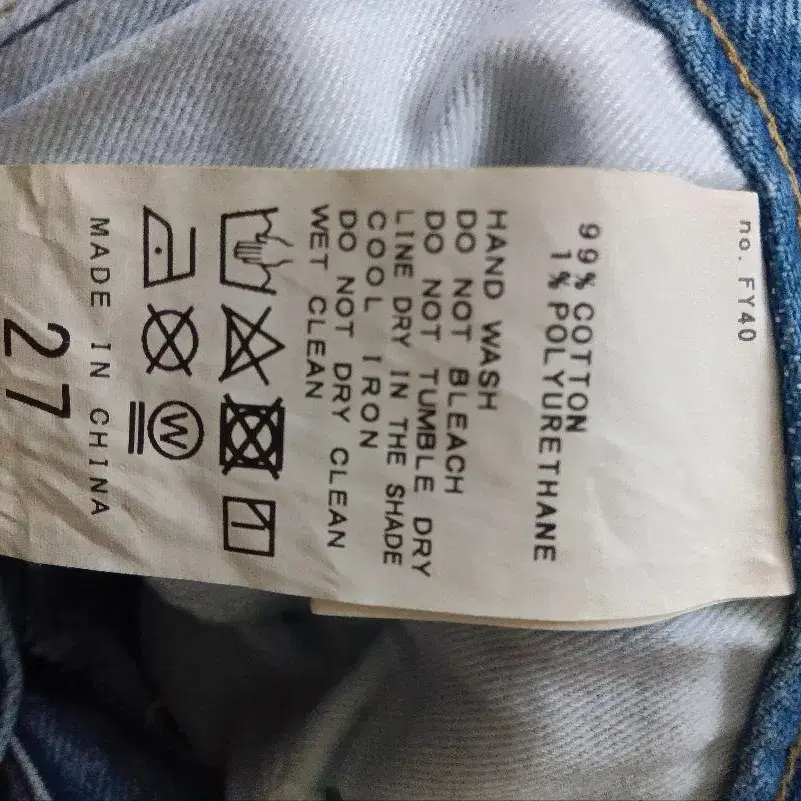 no. FY40
99% COTTON
1% POLYURETHANE
HAND WASH
DO NOT BLEACH
DO NOT TUMBLE DRY
LINE DRY IN THE SHADE
COOL IRON
DO NOT DRY CLEAN
WET CLEAN
W
MADE IN CHINA
27